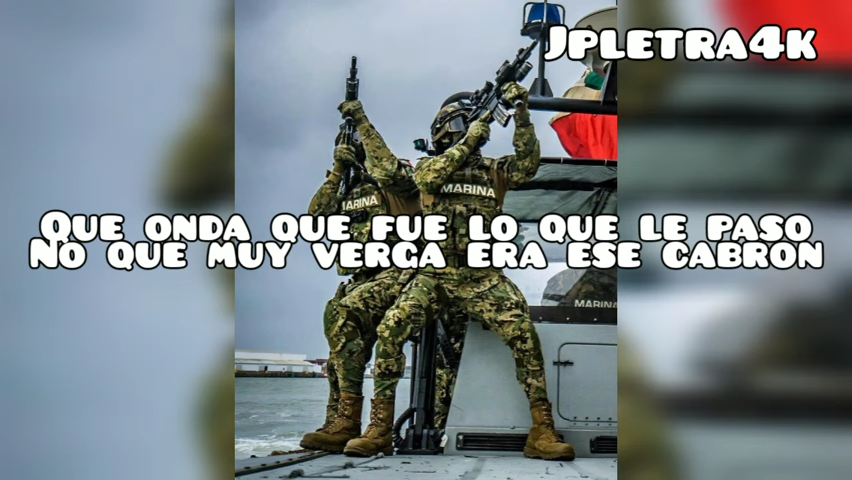 Jpletra4k
MARINA
MARINA
Que onda que fue lo que le paso
No que muy verga era ese cabron
MARINA